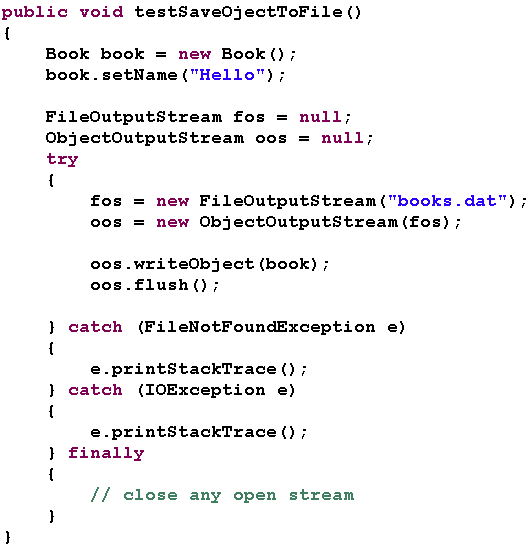 public void testSaveOjectToFile()
{
    Book book = new Book();
    book.setName("Hello");

    FileOutputStream fos = null;
    ObjectOutputStream oos = null;
    try
    {
        fos = new FileOutputStream("books.dat");
        oos = new ObjectOutputStream(fos);

        oos.writeObject(book);
        oos.flush();

    } catch (FileNotFoundException e)
    {
        e.printStackTrace();
    } catch (IOException e)
    {
        e.printStackTrace();
    } finally
    {
        // close any open stream
    }
}